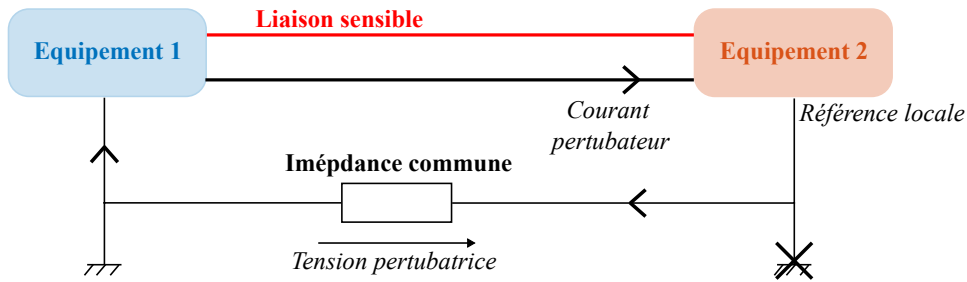 Liaison sensible
Equipement 1
Equipement 2
Courant
pertubateur
Référence locale
Imépdance commune
Tension pertubatrice